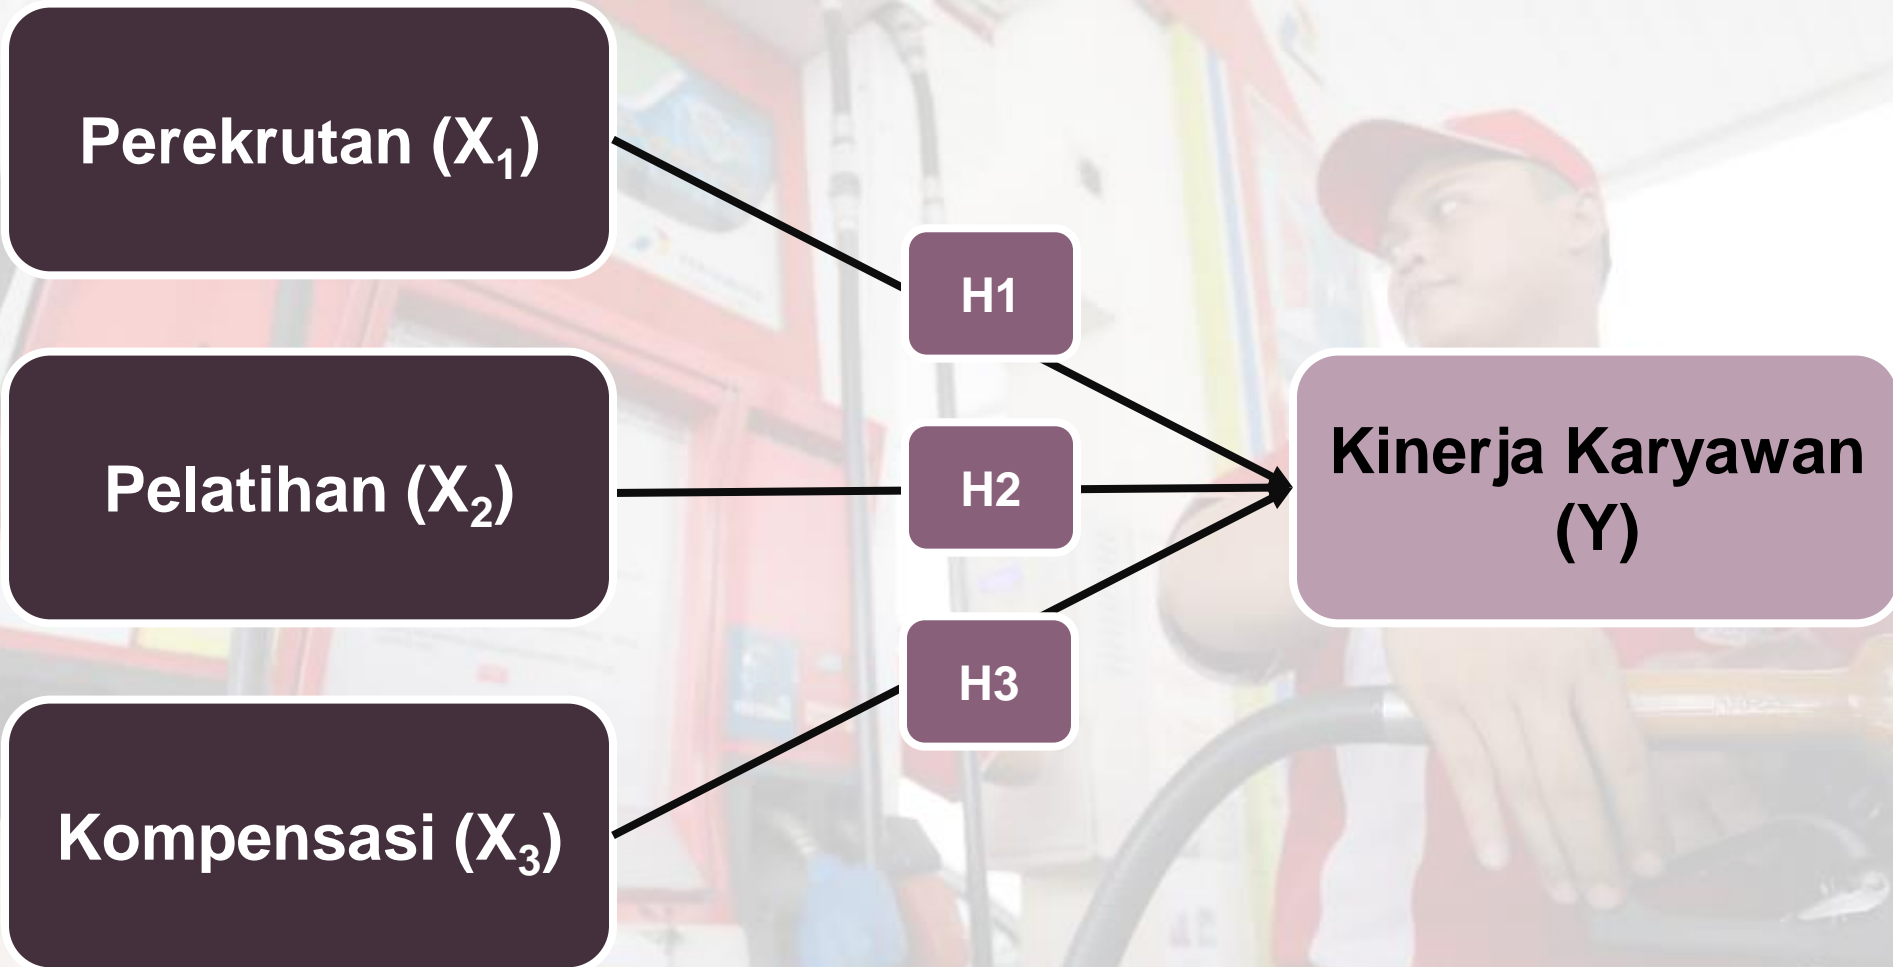 Perekrutan (X₁)
H1
Pelatihan (X₂)
H2
Kinerja Karyawan
(Y)
H3
Kompensasi (X₃)